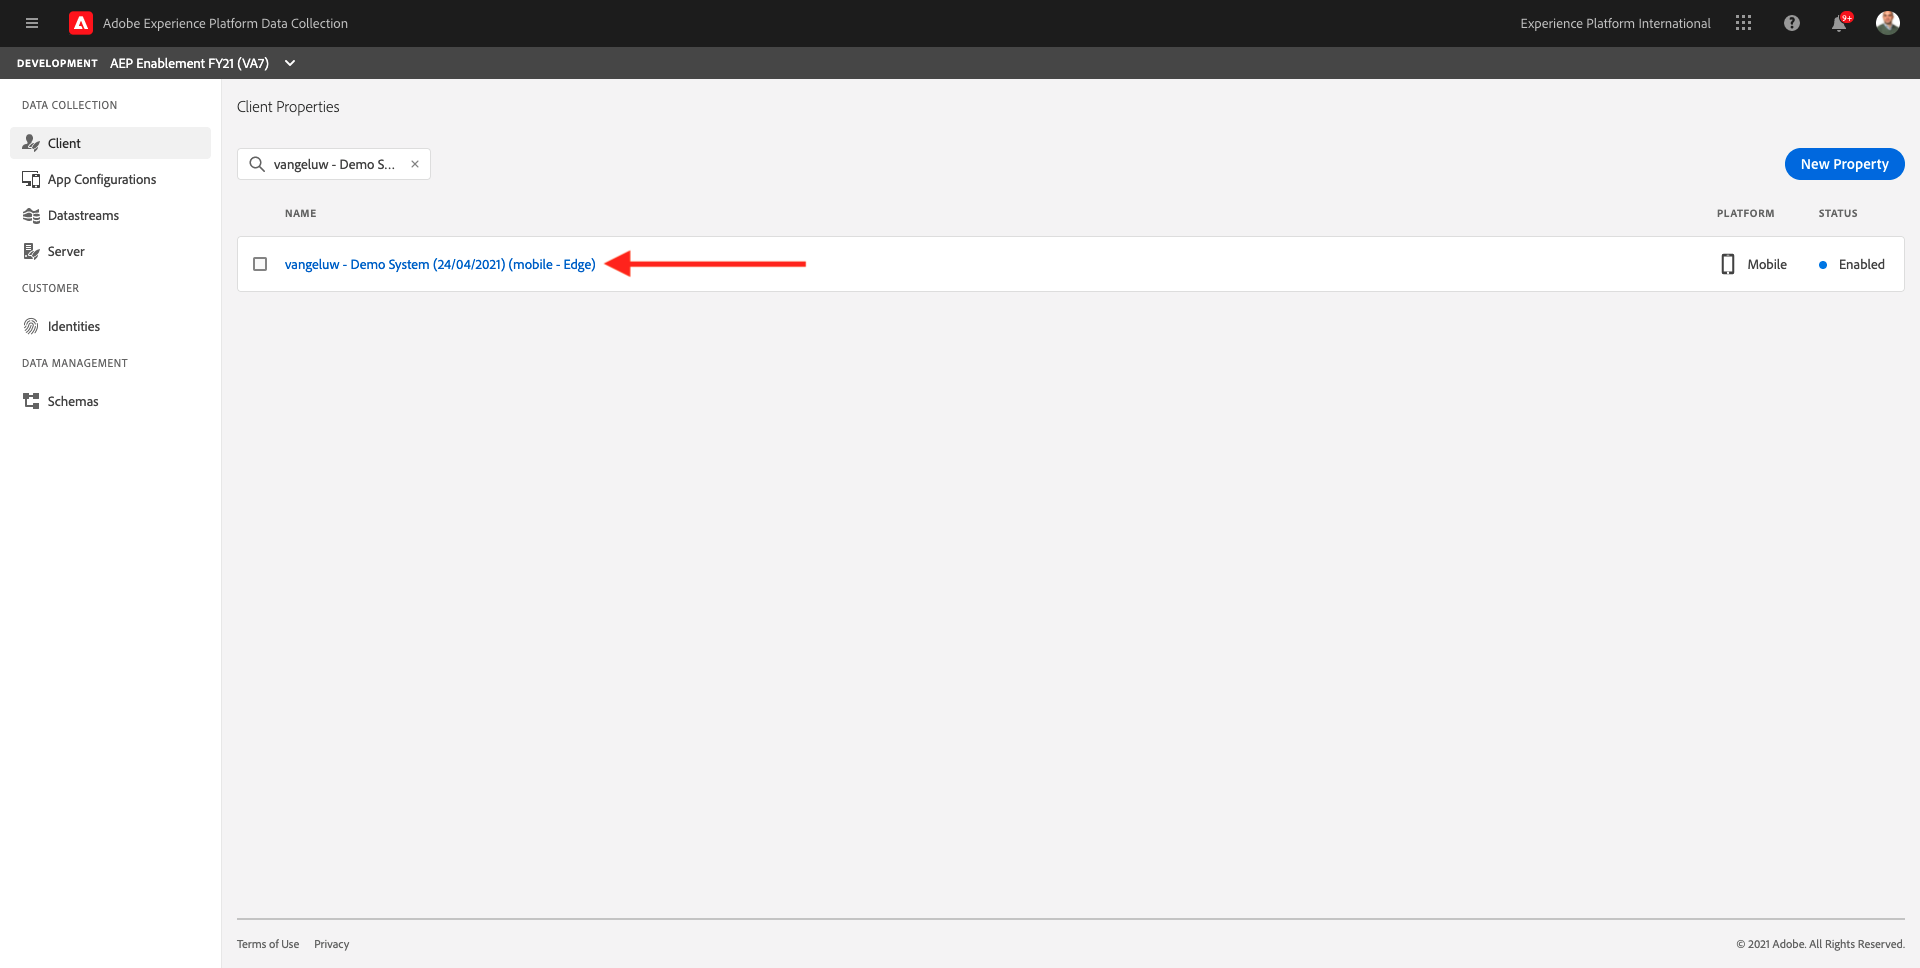 Adobe Experience Platform Data Collection
Experience Platform International
9+
DEVELOPMENT AEP Enablement FY21 (VA7)
DATA COLLECTION
Client
App Configurations
Datastreams
Server
CUSTOMER
Identities
DATA MANAGEMENT
Schemas
Client Properties
vangeluw - Demo S...
New Property
NAME PLATFORM STATUS
vangeluw - Demo System (24/04/2021) (mobile - Edge) Mobile Enabled
Terms of Use Privacy
© 2021 Adobe. All Rights Reserved.